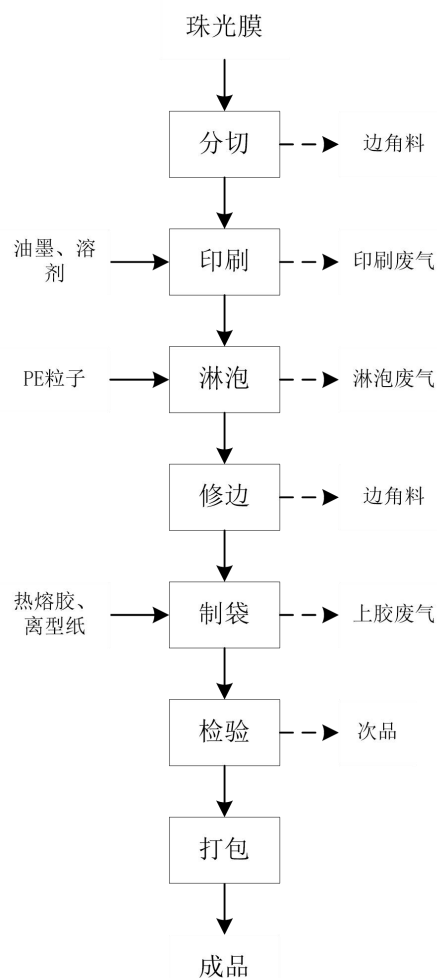 珠光膜
分切
边角料
油墨、溶
剂
印刷
印刷废气
PE粒子
淋泡
淋泡废气
修边
边角料
热熔胶、
离型纸
制袋
上胶废气
检验
次品
打包
成品